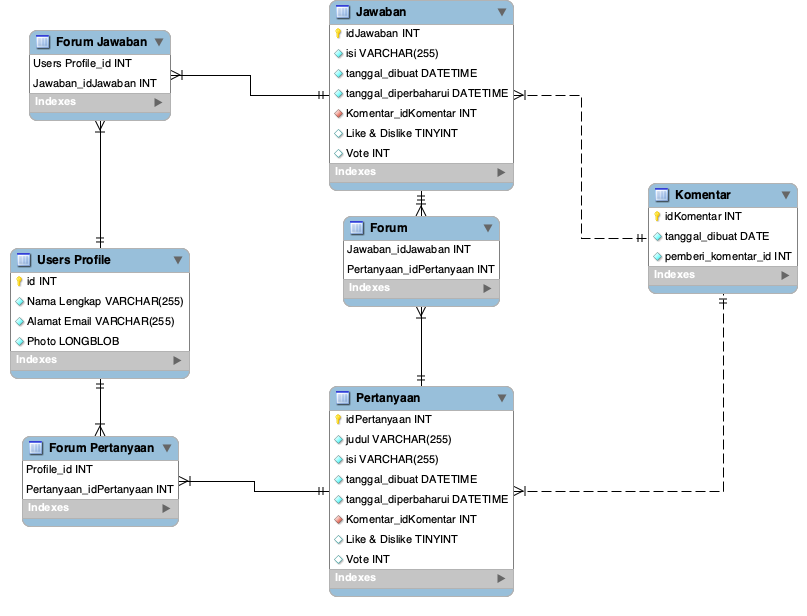 Jawaban
idJawaban INT
isi VARCHAR(255)
tanggal_dibuat DATETIME
tanggal_diperbaharui DATETIME
Komentar_idKomentar INT
Like & Dislike TINYINT
Vote INT
Indexes
Forum Jawaban
Users Profile_id INT
Jawaban_idJawaban INT
Indexes
Komentar
idKomentar INT
tanggal_dibuat DATE
pemberi_komentar_id INT
Indexes
Forum
Jawaban_idJawaban INT
Pertanyaan_idPertanyaan INT
Indexes
Users Profile
id INT
Nama Lengkap VARCHAR(255)
Alamat Email VARCHAR(255)
Photo LONGBLOB
Indexes
Pertanyaan
idPertanyaan INT
judul VARCHAR(255)
isi VARCHAR(255)
tanggal_dibuat DATETIME
tanggal_diperbaharui DATETIME
Komentar_idKomentar INT
Like & Dislike TINYINT
Vote INT
Indexes
Forum Pertanyaan
Profile_id INT
Pertanyaan_idPertanyaan INT
Indexes